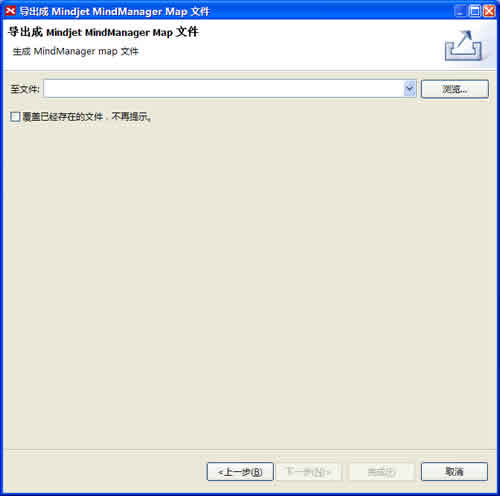 导出成 Mindjet MindManager Map 文件
导出成 Mindjet MindManager Map 文件
生成 MindManager map 文件
至文件: 浏览...
覆盖已经存在的文件，不再提示。
<上一步(B) 下一步(N)> 完成(F) 取消